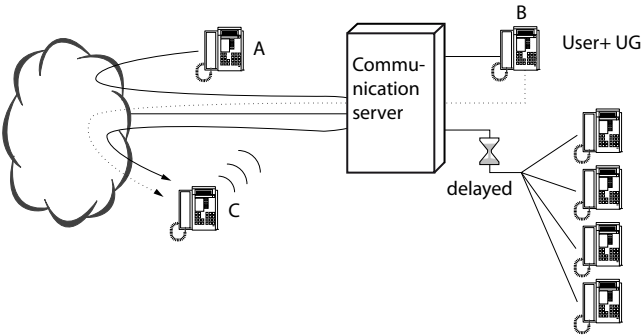 A
B
User+ UG
Commu-
nication
server
C
delayed